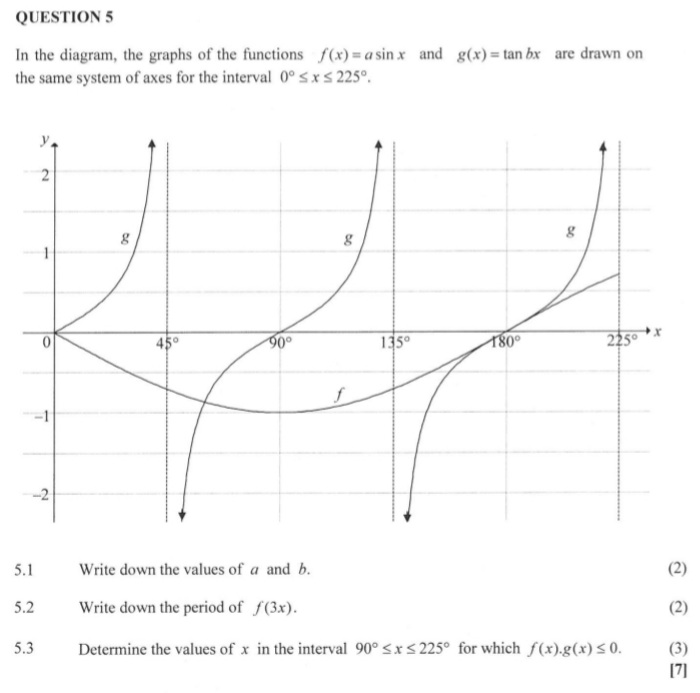 QUESTION 5
In the diagram, the graphs of the functions f(x) = a sin x and g(x) = tan bx are drawn on
the same system of axes for the interval 0° ≤ x ≤ 225°.
y
2
g g g
1
0 45° 90° 135° 180° 225° x
f
−1
−2
5.1 Write down the values of a and b. (2)
5.2 Write down the period of f(3x). (2)
5.3 Determine the values of x in the interval 90° ≤ x ≤ 225° for which f(x).g(x) ≤ 0. (3)
[7]